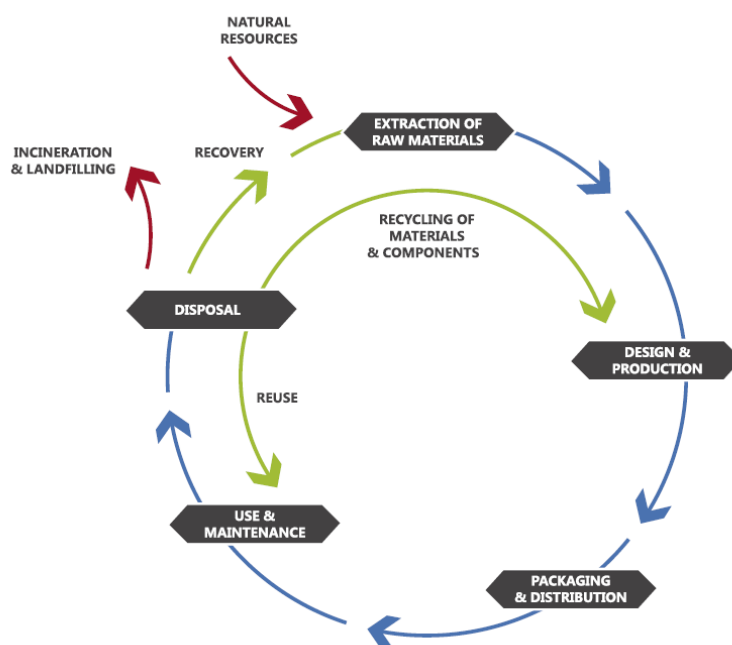 NATURAL
RESOURCES
EXTRACTION OF
RAW MATERIALS
INCINERATION
& LANDFILLING
RECOVERY
RECYCLING OF
MATERIALS
& COMPONENTS
DISPOSAL
DESIGN &
PRODUCTION
REUSE
USE &
MAINTENANCE
PACKAGING
& DISTRIBUTION